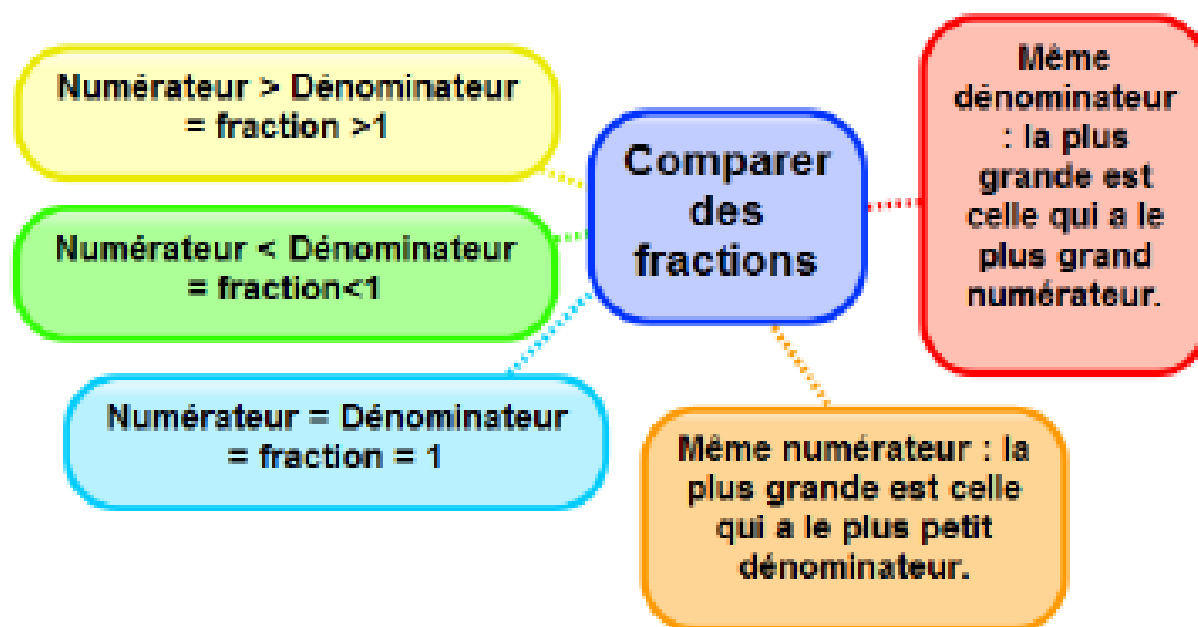 Numérateur > Dénominateur
= fraction >1
Numérateur < Dénominateur
= fraction<1
Numérateur = Dénominateur
= fraction = 1
Comparer
des
fractions
Même
dénominateur
: la plus
grande est
celle qui a le
plus grand
numérateur.
Même numérateur : la
plus grande est celle
qui a le plus petit
dénominateur.